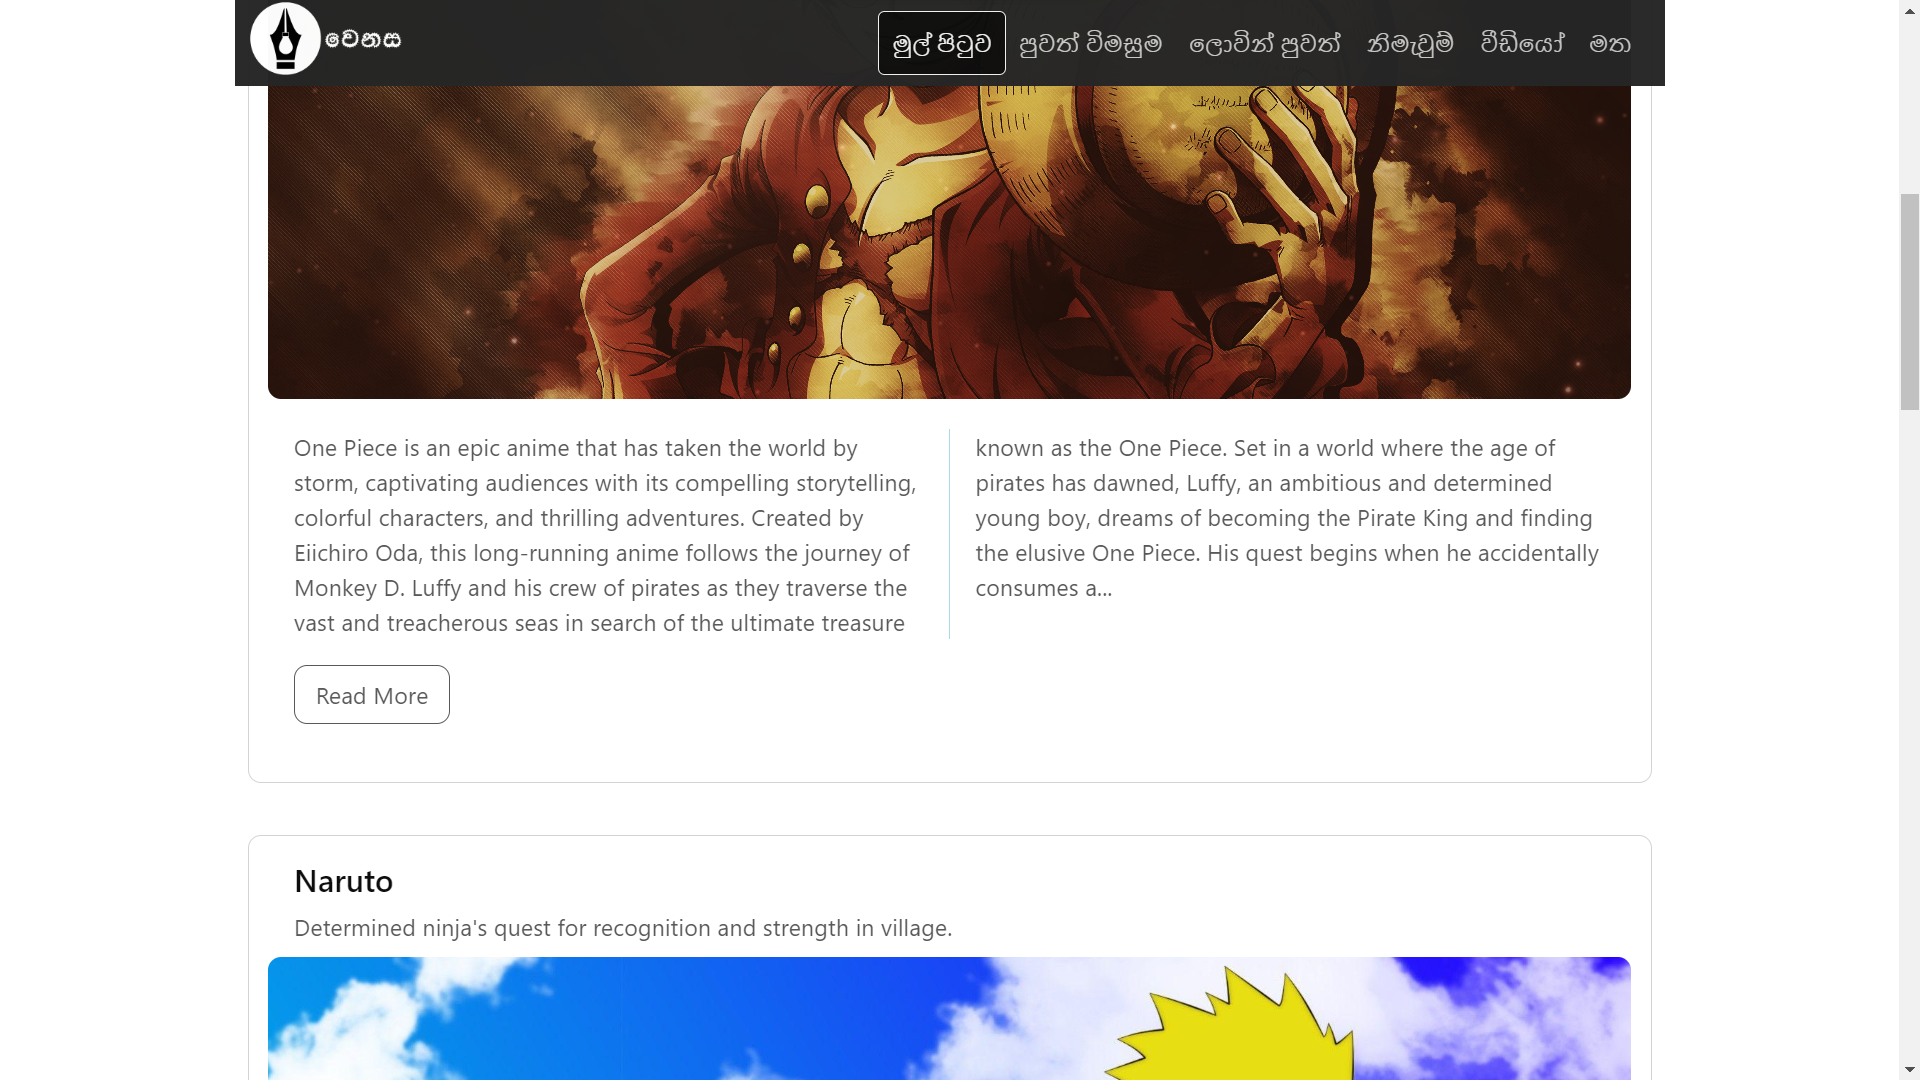 වෙනස
මුල් පිටුව
පුවත් විමසුම
ලොවින් පුවත්
නිමැවුම්
වීඩියෝ
මත
One Piece is an epic anime that has taken the world by
storm, captivating audiences with its compelling storytelling,
colorful characters, and thrilling adventures. Created by
Eiichiro Oda, this long-running anime follows the journey of
Monkey D. Luffy and his crew of pirates as they traverse the
vast and treacherous seas in search of the ultimate treasure
known as the One Piece. Set in a world where the age of
pirates has dawned, Luffy, an ambitious and determined
young boy, dreams of becoming the Pirate King and finding
the elusive One Piece. His quest begins when he accidentally
consumes a...
Read More
Naruto
Determined ninja's quest for recognition and strength in village.